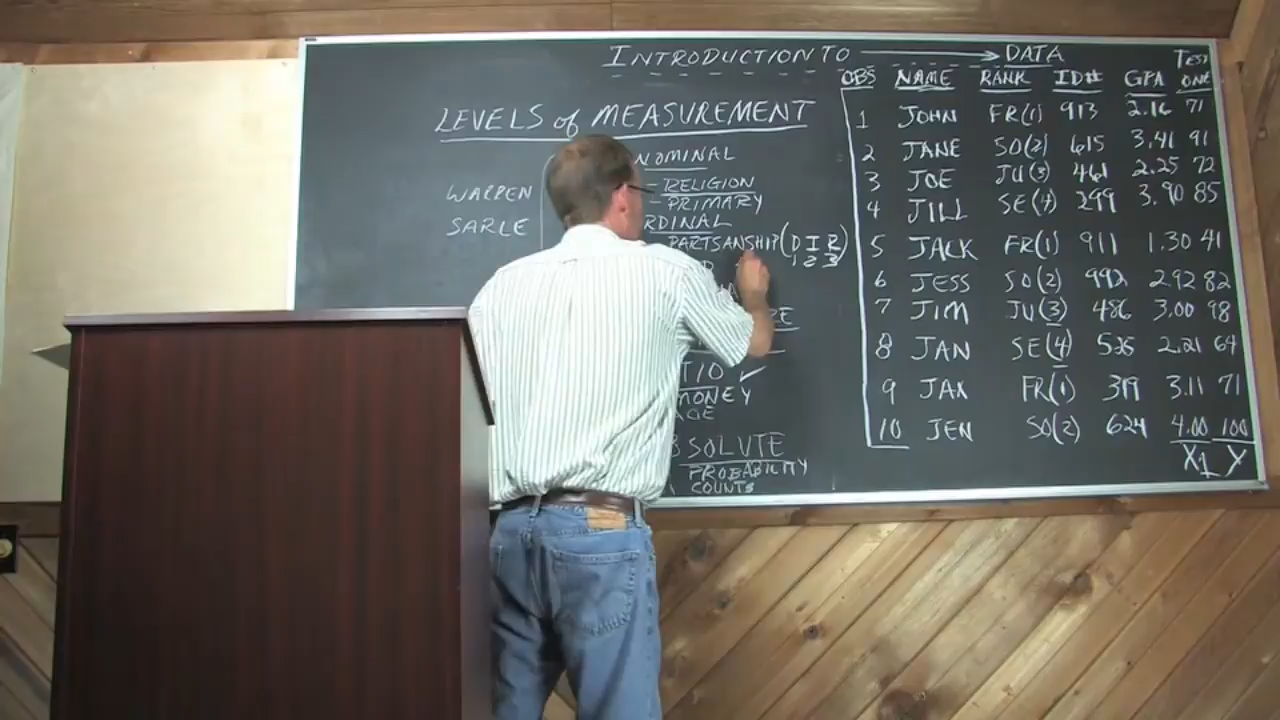 INTRODUCTION TO DATA
LEVELS of MEASUREMENT
NOMINAL
- RELIGION
- PRIMARY
WARREN
SARLE
RDINAL
PARTSANSHIP (D I R)
1 2 3
TIO ✓
MONEY
AGE
SOLUTE
PROBABILITY
COUNTS
OBS NAME RANK ID# GPA TEST ONE
1 JOHN FR(1) 913 2.16 71
2 JANE SO(2) 615 3.41 91
3 JOE JU(3) 461 2.25 72
4 JILL SE(4) 299 3.90 85
5 JACK FR(1) 911 1.30 41
6 JESS SO(2) 992 2.92 82
7 JIM JU(3) 486 3.00 98
8 JAN SE(4) 2.21 64
9 JAX FR(1) 3.11 71
10 JEN SO(2) 624 4.00 100
X1 Y